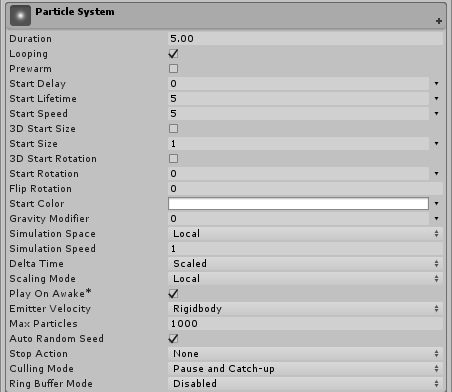 Particle System
Duration 5.00
Looping
Prewarm
Start Delay 0
Start Lifetime 5
Start Speed 5
3D Start Size
Start Size 1
3D Start Rotation
Start Rotation 0
Flip Rotation 0
Start Color
Gravity Modifier 0
Simulation Space Local
Simulation Speed 1
Delta Time Scaled
Scaling Mode Local
Play On Awake*
Emitter Velocity Rigidbody
Max Particles 1000
Auto Random Seed
Stop Action None
Culling Mode Pause and Catch-up
Ring Buffer Mode Disabled